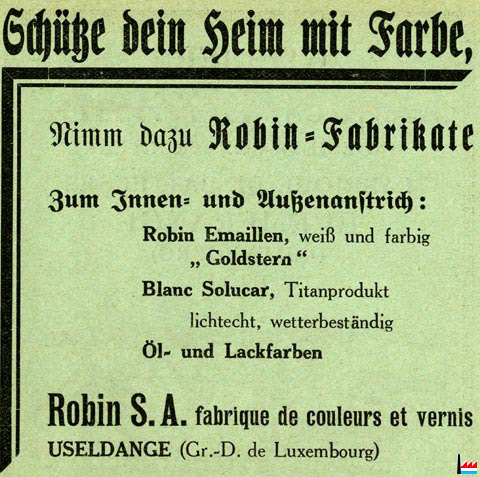 Schütze dein Heim mit Farbe,
Nimm dazu Robin-Fabrikate
Zum Innen- und Außenanstrich:
Robin Emaillen, weiß und farbig
„Goldstern“
Blanc Solucar, Titanprodukt
lichtecht, wetterbeständig
Öl- und Lackfarben
Robin S. A. fabrique de couleurs et vernis
USELDANGE (Gr.-D. de Luxembourg)